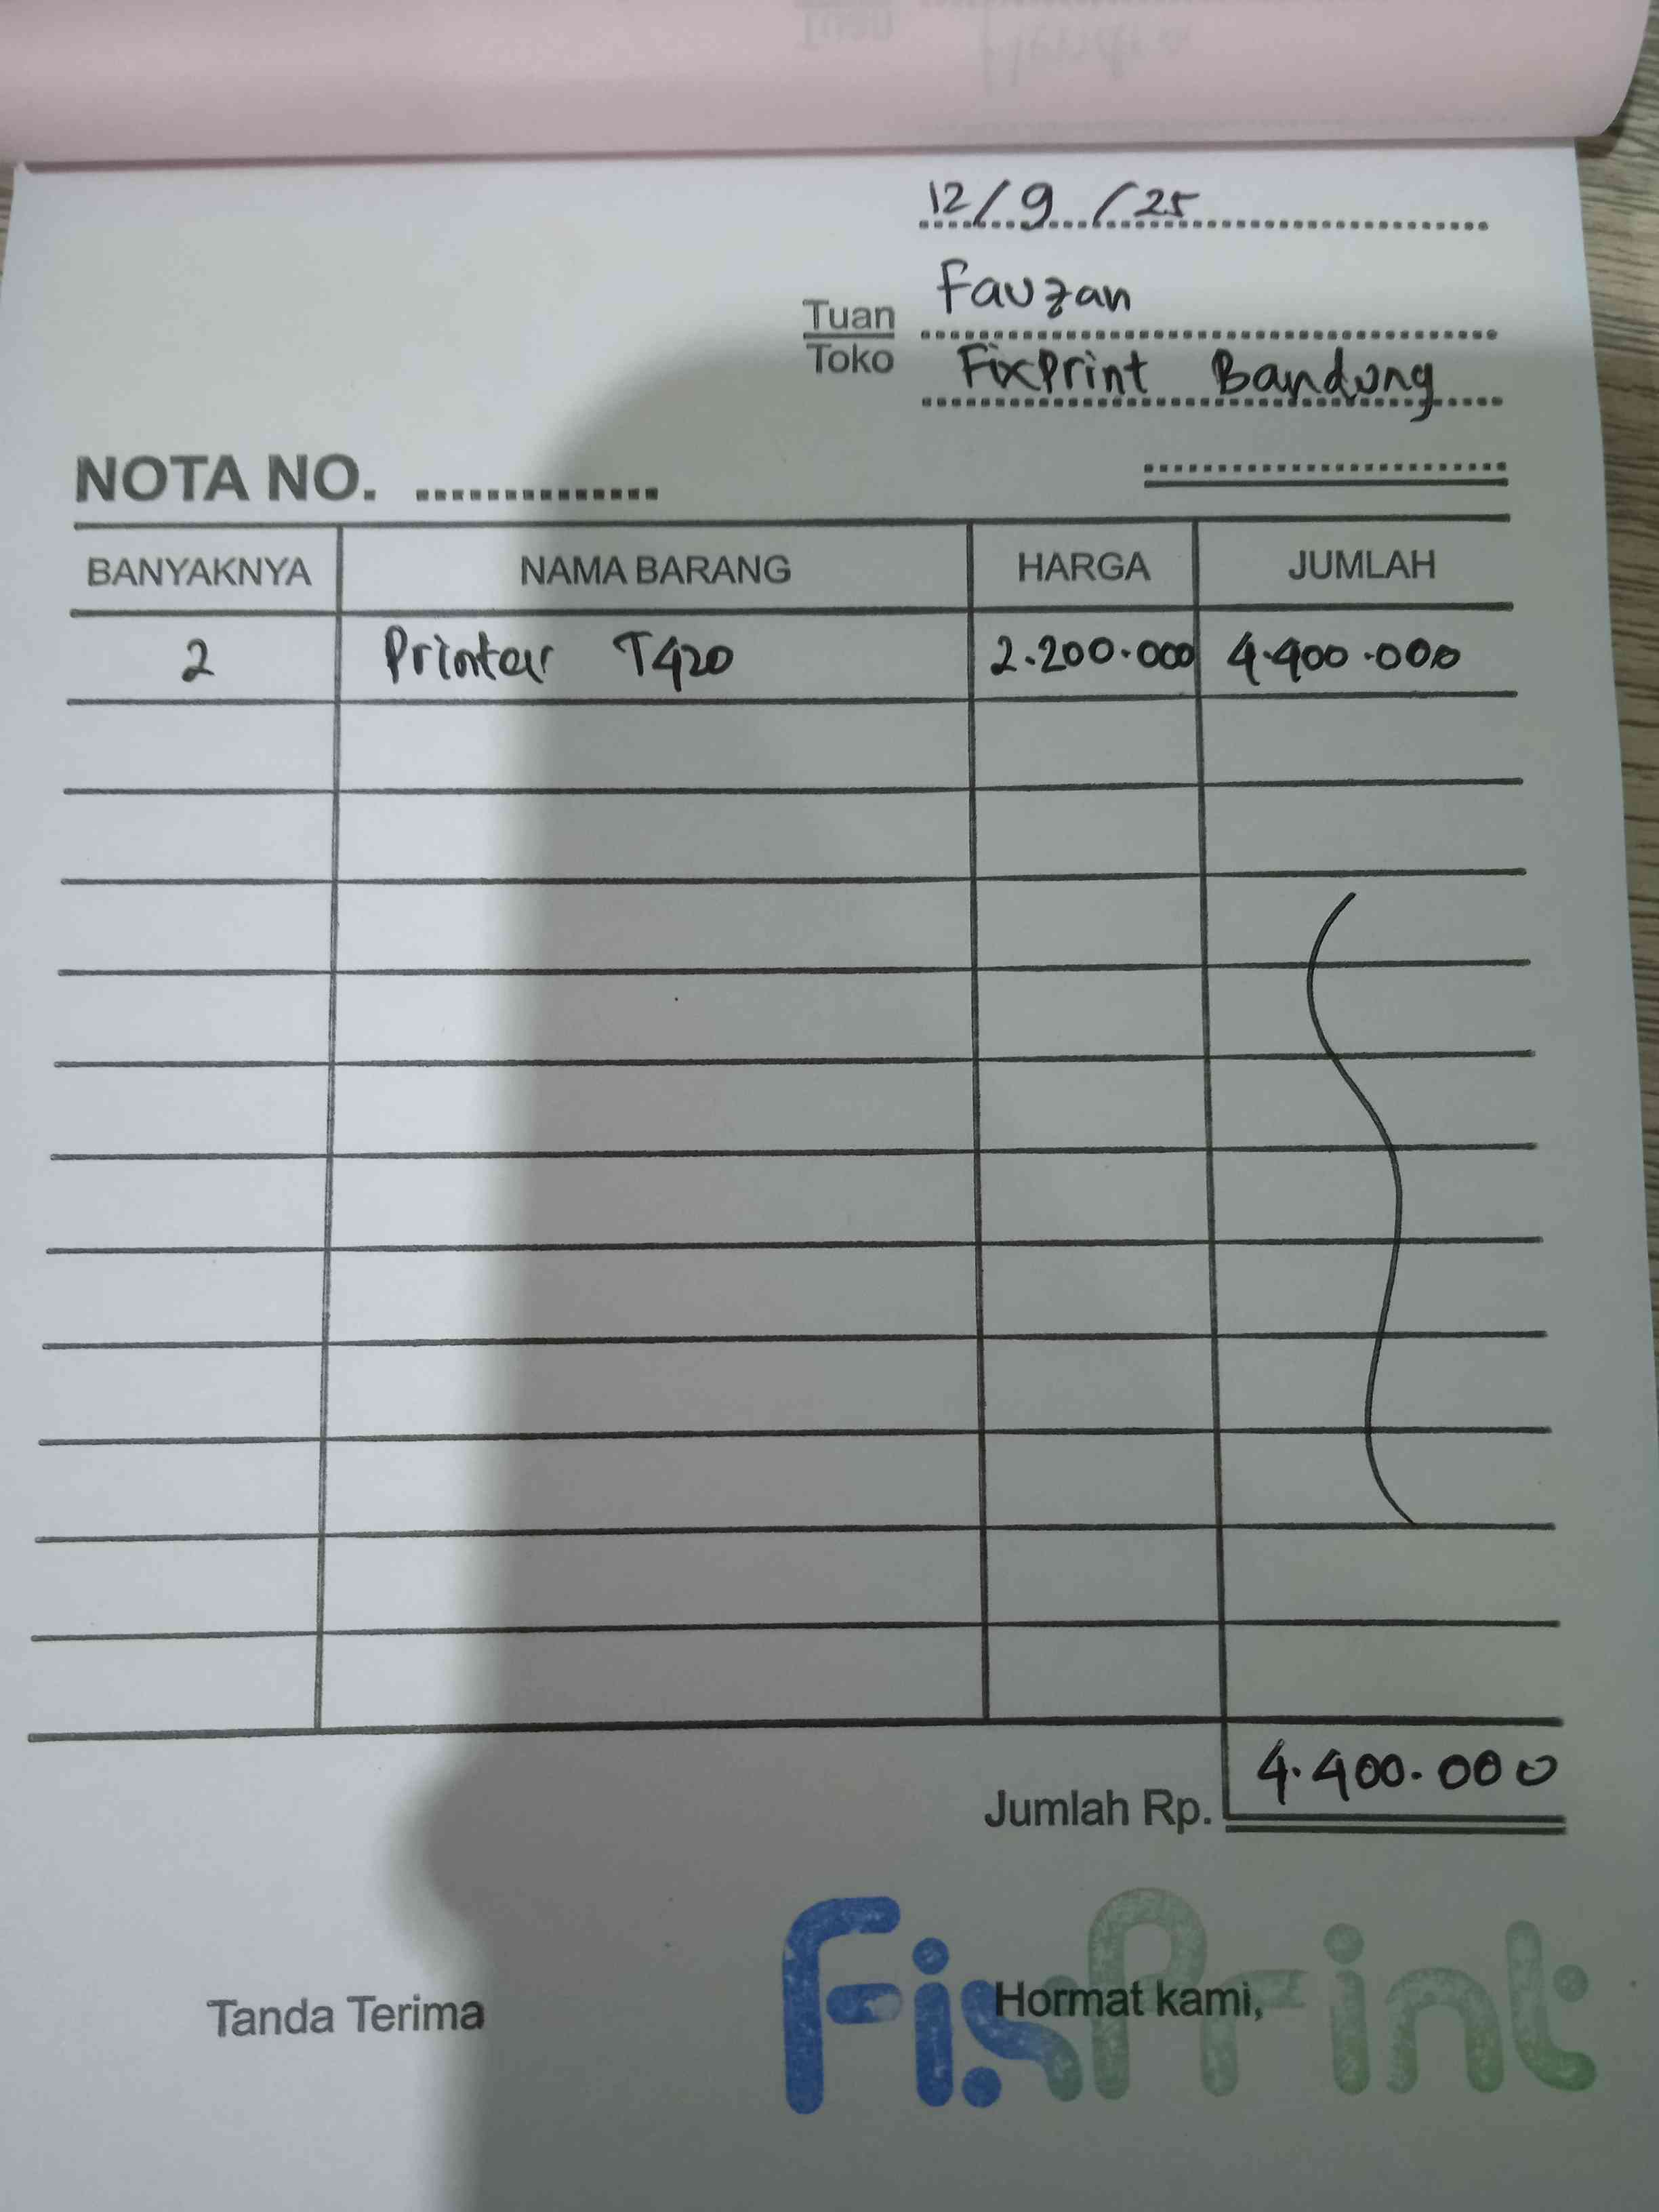 12/9/25
Fauzan
Tuan
Toko
FixPrint Bandung
NOTA NO. ..............
BANYAKNYA NAMA BARANG HARGA JUMLAH
2 Printer T420 2.200.000 4.400.000
Jumlah Rp. 4.400.000
FixPrint
Tanda Terima Hormat kami,